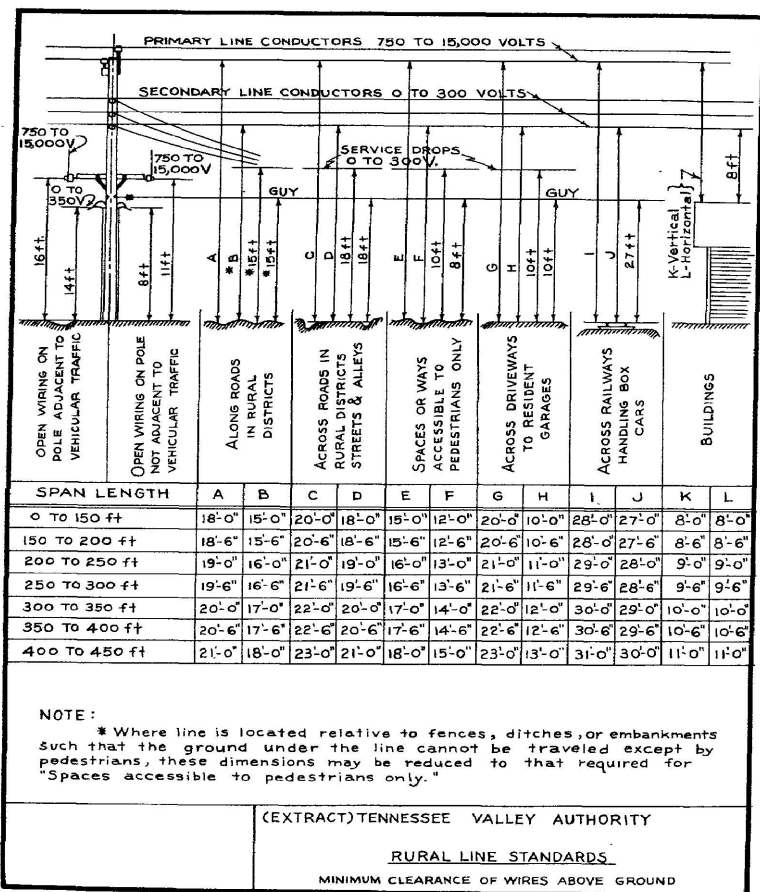 PRIMARY LINE CONDUCTORS 750 TO 15,000 VOLTS
SECONDARY LINE CONDUCTORS 0 TO 300 VOLTS
750 TO
15,000V
750 TO
15,000V
SERVICE DROPS
0 TO 300V.
0 TO
350V
GUY
GUY
16ft.
14ft
8ft
11ft
A
*B
*15ft
*15ft
C
D
18ft
18ft
E
F
10ft
8ft
G
H
10ft
10ft
I
J
27ft
K-Vertical
L-Horizontal
8ft
OPEN WIRING ON
POLE ADJACENT TO
VEHICULAR TRAFFIC
OPEN WIRING ON POLE
NOT ADJACENT TO
VEHICULAR TRAFFIC
ALONG ROADS
IN RURAL
DISTRICTS
ACROSS ROADS IN
RURAL DISTRICTS
STREETS & ALLEYS
SPACES OR WAYS
ACCESSIBLE TO
PEDESTRIANS ONLY
ACROSS DRIVEWAYS
TO RESIDENT
GARAGES
ACROSS RAILWAYS
HANDLING BOX
CARS
BUILDINGS
SPAN LENGTH A B C D E F G H I J K L
0 TO 150 ft 18'-0" 15'-0" 20'-0" 18'-0" 15'-0" 12'-0" 20'-0" 10'-0" 28'-0" 27'-0" 8'-0" 8'-0"
150 TO 200 ft 18'-6" 15'-6" 20'-6" 18'-6" 15'-6" 12'-6" 20'-6" 10'-6" 28'-0" 27'-6" 8'-6" 8'-6"
200 TO 250 ft 19'-0" 16'-0" 21'-0" 19'-0" 16'-0" 13'-0" 21'-0" 11'-0" 29'-0" 28'-0" 9'-0" 9'-0"
250 TO 300 ft 19'-6" 16'-6" 21'-6" 19'-6" 16'-6" 13'-6" 21'-6" 11'-6" 29'-6" 28'-6" 9'-6" 9'-6"
300 TO 350 ft 20'-0" 17'-0" 22'-0" 20'-0" 17'-0" 14'-0" 22'-0" 12'-0" 30'-0" 29'-0" 10'-0" 10'-0"
350 TO 400 ft 20'-6" 17'-6" 22'-6" 20'-6" 17'-6" 14'-6" 22'-6" 12'-6" 30'-6" 29'-6" 10'-6" 10'-6"
400 TO 450 ft 21'-0" 18'-0" 23'-0" 21'-0" 18'-0" 15'-0" 23'-0" 13'-0" 31'-0" 30'-0" 11'-0" 11'-0"
NOTE:
* Where line is located relative to fences, ditches, or embankments
such that the ground under the line cannot be traveled except by
pedestrians, these dimensions may be reduced to that required for
"Spaces accessible to pedestrians only."
(EXTRACT) TENNESSEE VALLEY AUTHORITY
RURAL LINE STANDARDS
MINIMUM CLEARANCE OF WIRES ABOVE GROUND